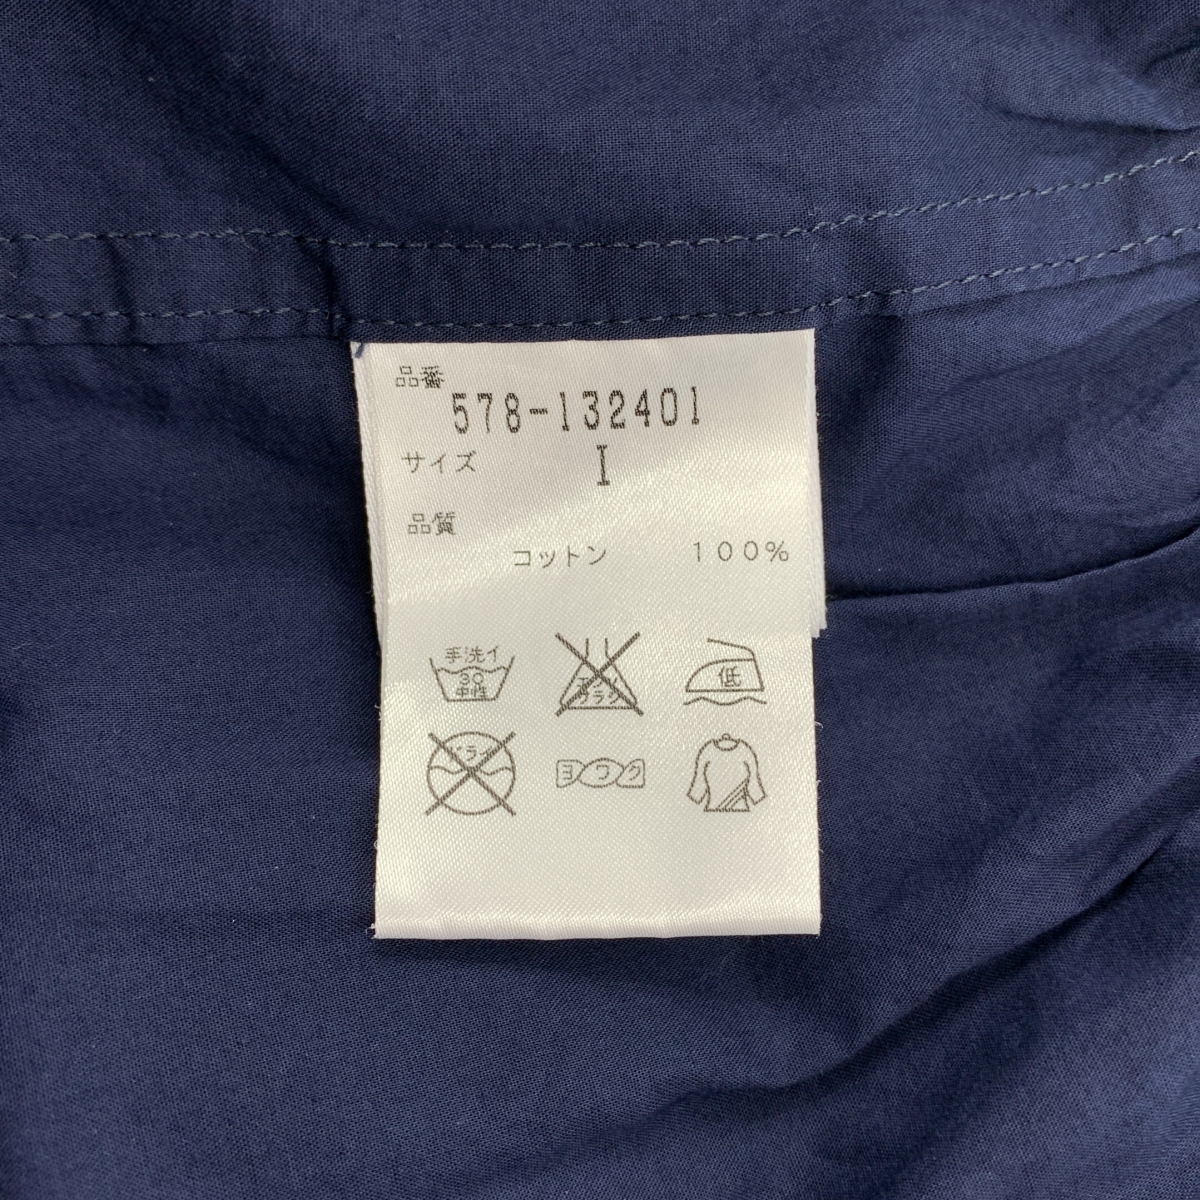 品番
578-132401
サイズ I
品質
コットン 100%
手洗イ
30
中性
エンソ
サラシ
低
ドライ
ヨワク